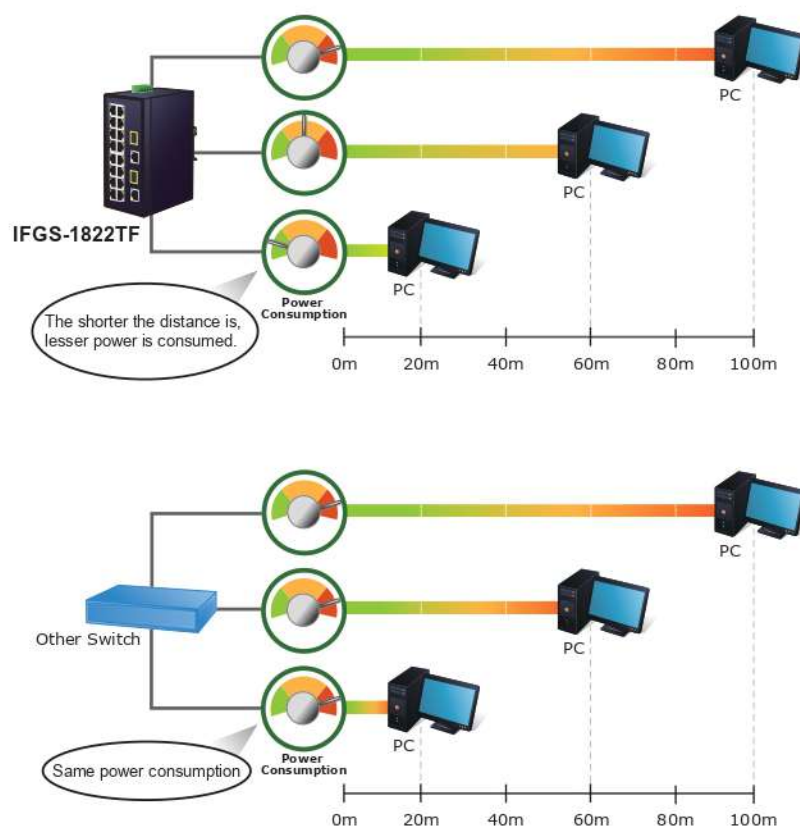 PC
PC
IFGS-1822TF
PC
Power
Consumption
The shorter the distance is,
lesser power is consumed.
0m 20m 40m 60m 80m 100m
PC
PC
Other Switch
PC
Power
Consumption
Same power consumption
0m 20m 40m 60m 80m 100m